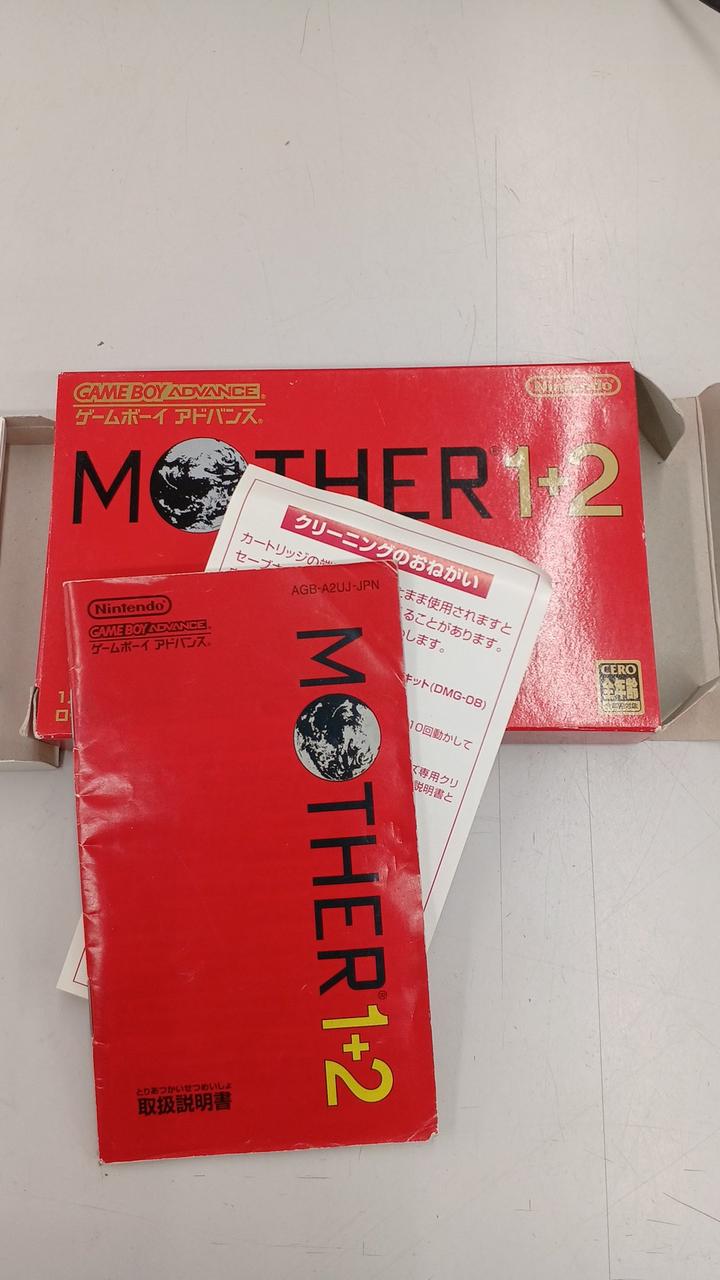 GAME BOY ADVANCE
ゲームボーイ アドバンス®
Nintendo®
MOTHER® 1+2
CERO
全年齢
クリーニングのおねがい
カートリッジの
まま使用されますと
セーブ
ることがあります。
します。
キット(DMG-08)
10回動かして
ズ専用クリ
説明書と
AGB-A2UJ-JPN
Nintendo®
GAME BOY ADVANCE
ゲームボーイ アドバンス®
MOTHER® 1+2
とりあつかいせつめいしょ
取扱説明書